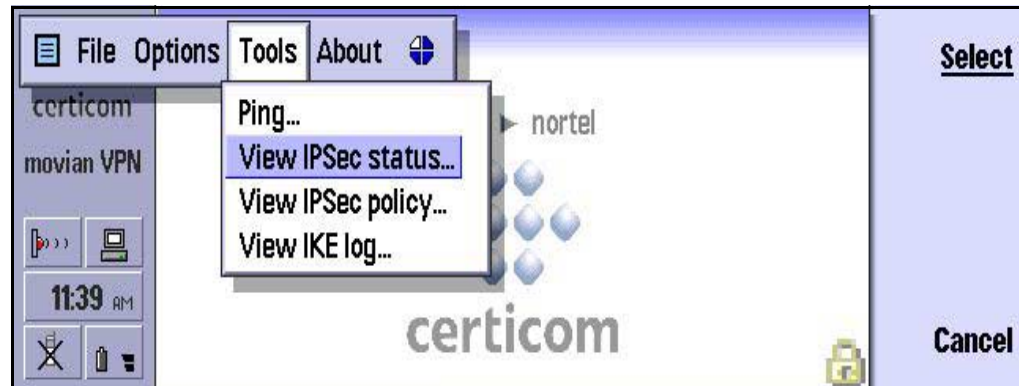 File Options Tools About
Select
certicom
movian VPN
Ping...
View IPSec status...
View IPSec policy...
View IKE log...
nortel
11:39 AM
certicom
Cancel